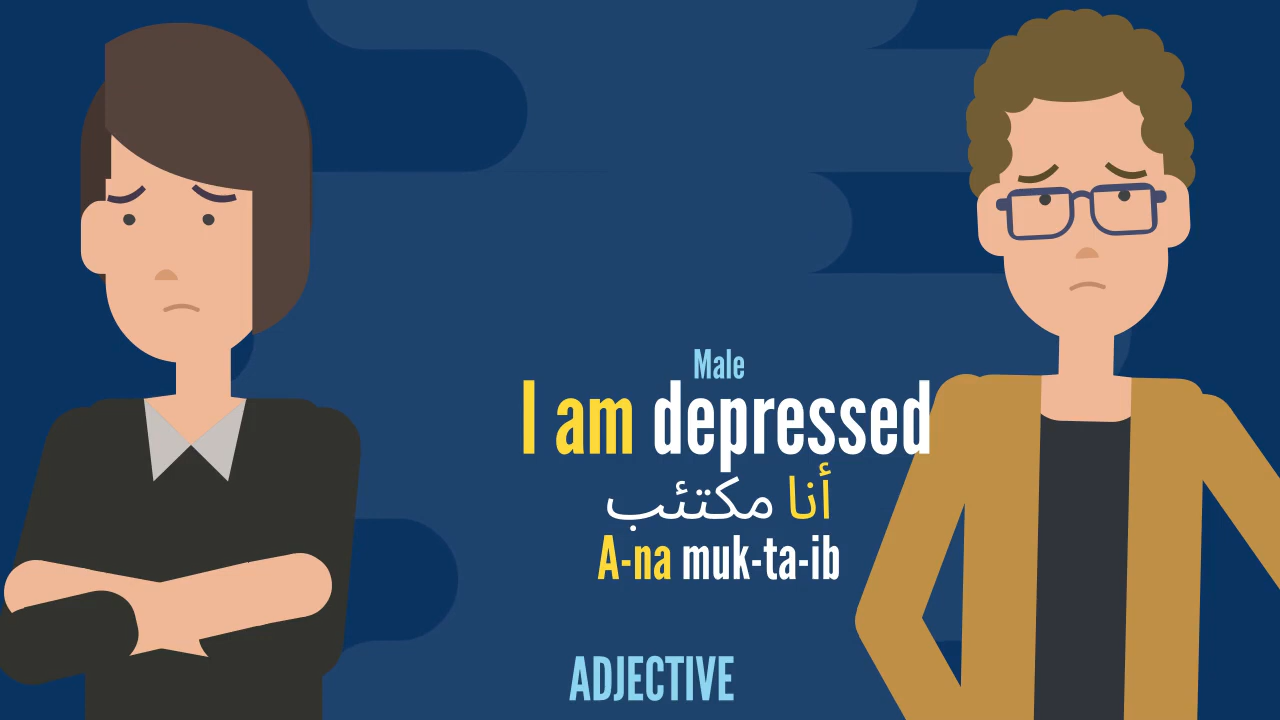 Male
I am depressed
أنا مكتئب
A-na muk-ta-ib
ADJECTIVE